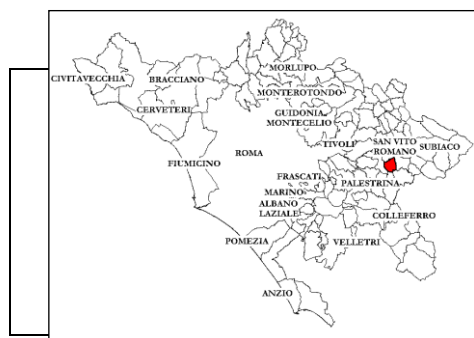 MORLUPO
CIVITAVECCHIA
BRACCIANO
MONTEROTONDO
CERVETERI
GUIDONIA
MONTECELIO
TIVOLI
SAN VITO
ROMANO
SUBIACO
ROMA
FIUMICINO
FRASCATI
PALESTRINA
MARINO
ALBANO
LAZIALE
COLLEFERRO
POMEZIA
VELLETRI
ANZIO